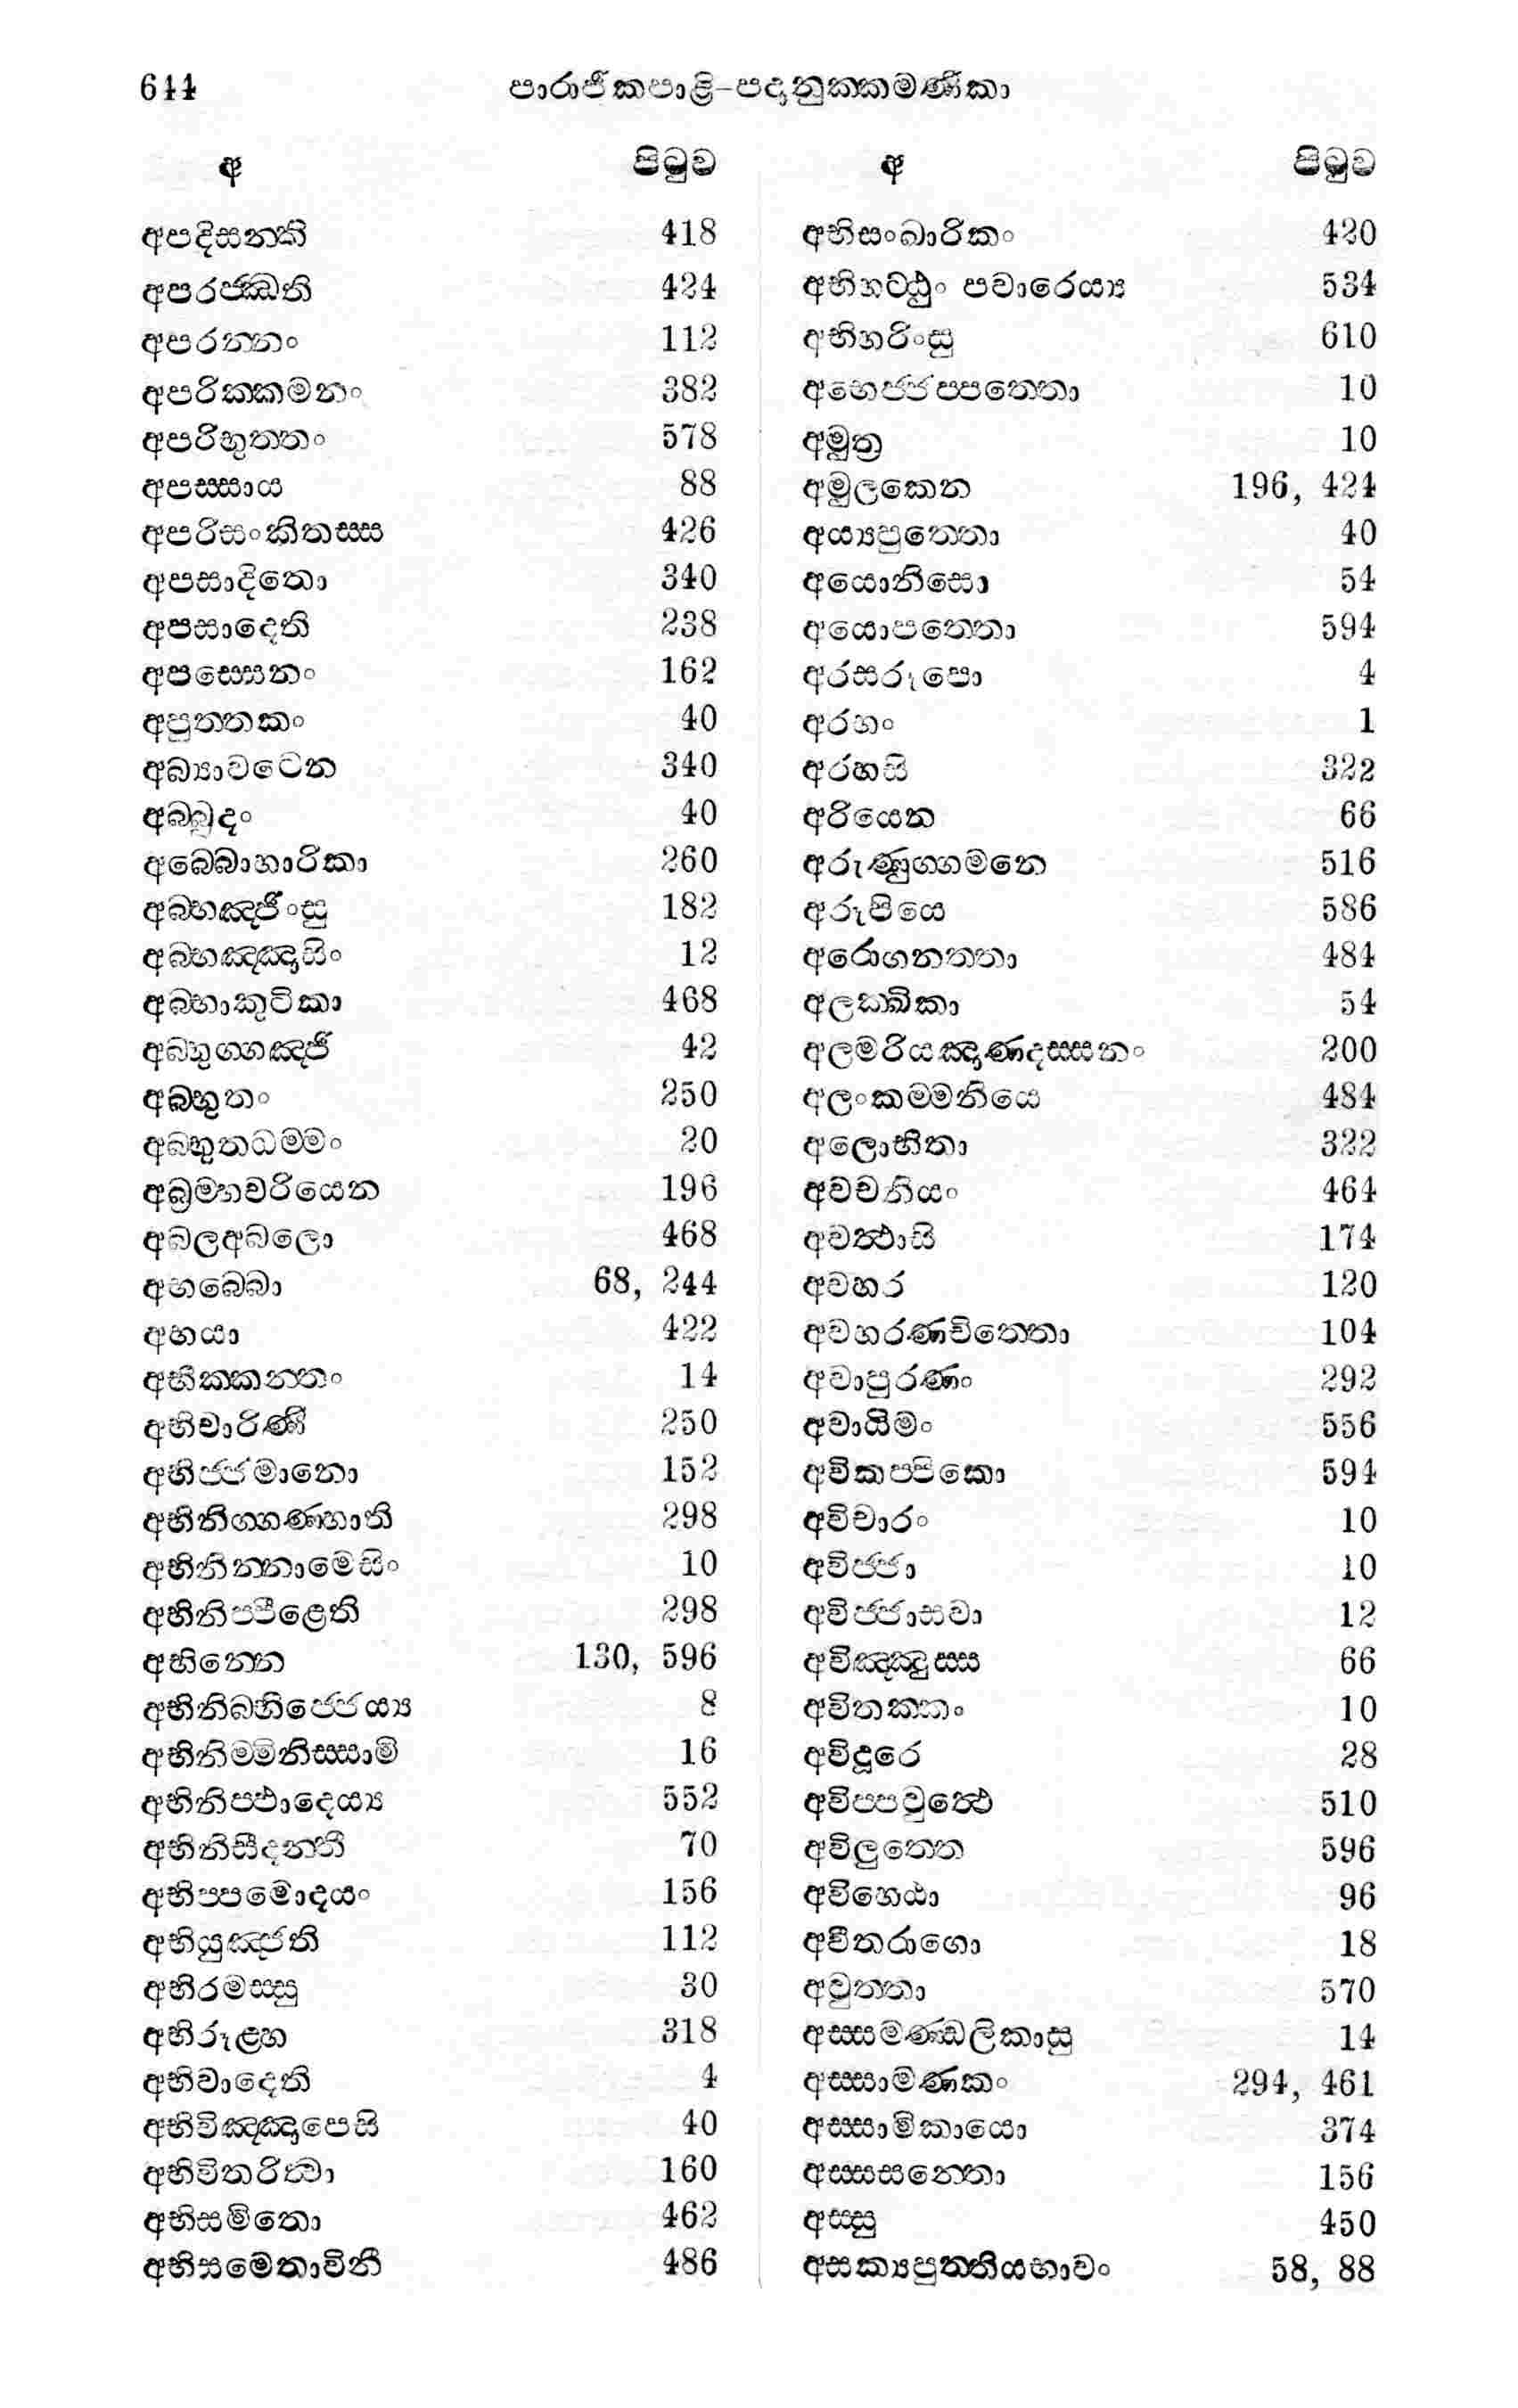 644 පාරාජිකපාළි-පදානුක්කමණිකා
අ පිටුව
අපදිසන්ති 418
අපරජ්ඣති 424
අපරන්නං 112
අපරික්කමනං 382
අපරිභුත්තං 578
අපස්සාය 88
අපරිසංකිතස්ස 426
අපසාදිතො 340
අපසාදෙති 238
අපස්සෙනං 162
අපුත්තකං 40
අබ්‍යාවටෙන 340
අබ්බුදං 40
අබ්බොහාරිකා 260
අබ්භඤ්ජිංසු 182
අබ්භඤ්ඤාසිං 12
අබ්භාකුටිකා 468
අබ්භුග්ගඤ්ඡි 42
අබ්භුතං 250
අබ්භුතධම්මං 20
අබ්‍රහ්මචරියෙන 196
අබලඅබලො 468
අභබ්බො 68, 244
අභයා 422
අභික්කන්තං 14
අභිචාරිණී 250
අභිජ්ජමානො 152
අභිනිග්ගණ්හාති 298
අභිනින්නාමෙසිං 10
අභිනිප්පීළෙති 298
අභින්නෙ 130, 596
අභිනිබ්භිජ්ජෙය්‍ය 8
අභිනිම්මිනිස්සාමි 16
අභිනිප්ඵාදෙය්‍ය 552
අභිනිසීදන්තී 70
අභිප්පමොදයං 156
අභියුඤ්ජති 112
අභිරමස්සු 30
අභිරූළ්හ 318
අභිවාදෙති 4
අභිවිඤ්ඤාපෙසි 40
අභිවිතරිත්වා 160
අභිසමිතො 462
අභිසමෙතාවිනී 486
අ පිටුව
අභිසංඛාරිකං 420
අභිහට්ඨුං පවාරෙය්‍ය 534
අභිහරිංසු 610
අභෙජ්ජප්පත්තො 10
අමුත්‍ර 10
අමූලකෙන 196, 424
අය්‍යපුත්තො 40
අයොනිසො 54
අයොපත්තො 594
අරසරූපො 4
අරහං 1
අරහසි 322
අරියෙන 66
අරුණුග්ගමනෙ 516
අරූපියෙ 586
අරොගනත්තා 484
අලක්ඛිකා 54
අලමරියඤාණදස්සනං 200
අලංකම්මනියෙ 484
අලොභිතා 322
අවචනියං 464
අවත්ථාසි 174
අවහර 120
අවහරණචිත්තො 104
අවාපුරණං 292
අවායිමං 556
අවිකප්පිකො 594
අවිචාරං 10
අවිජ්ජා 10
අවිජ්ජාසවා 12
අවිඤ්ඤුස්ස 66
අවිතක්කං 10
අවිදූරෙ 28
අවිප්පවුත්ථෙ 510
අවිලුත්තෙ 596
අවිහෙඨා 96
අවීතරාගො 18
අවුත්තා 570
අස්සමණ්ඩලිකාසු 14
අස්සාමණකං 294, 461
අස්සාමිකායො 374
අස්සසන්තො 156
අස්සු 450
අසක්‍යපුත්තියභාවං 58, 88